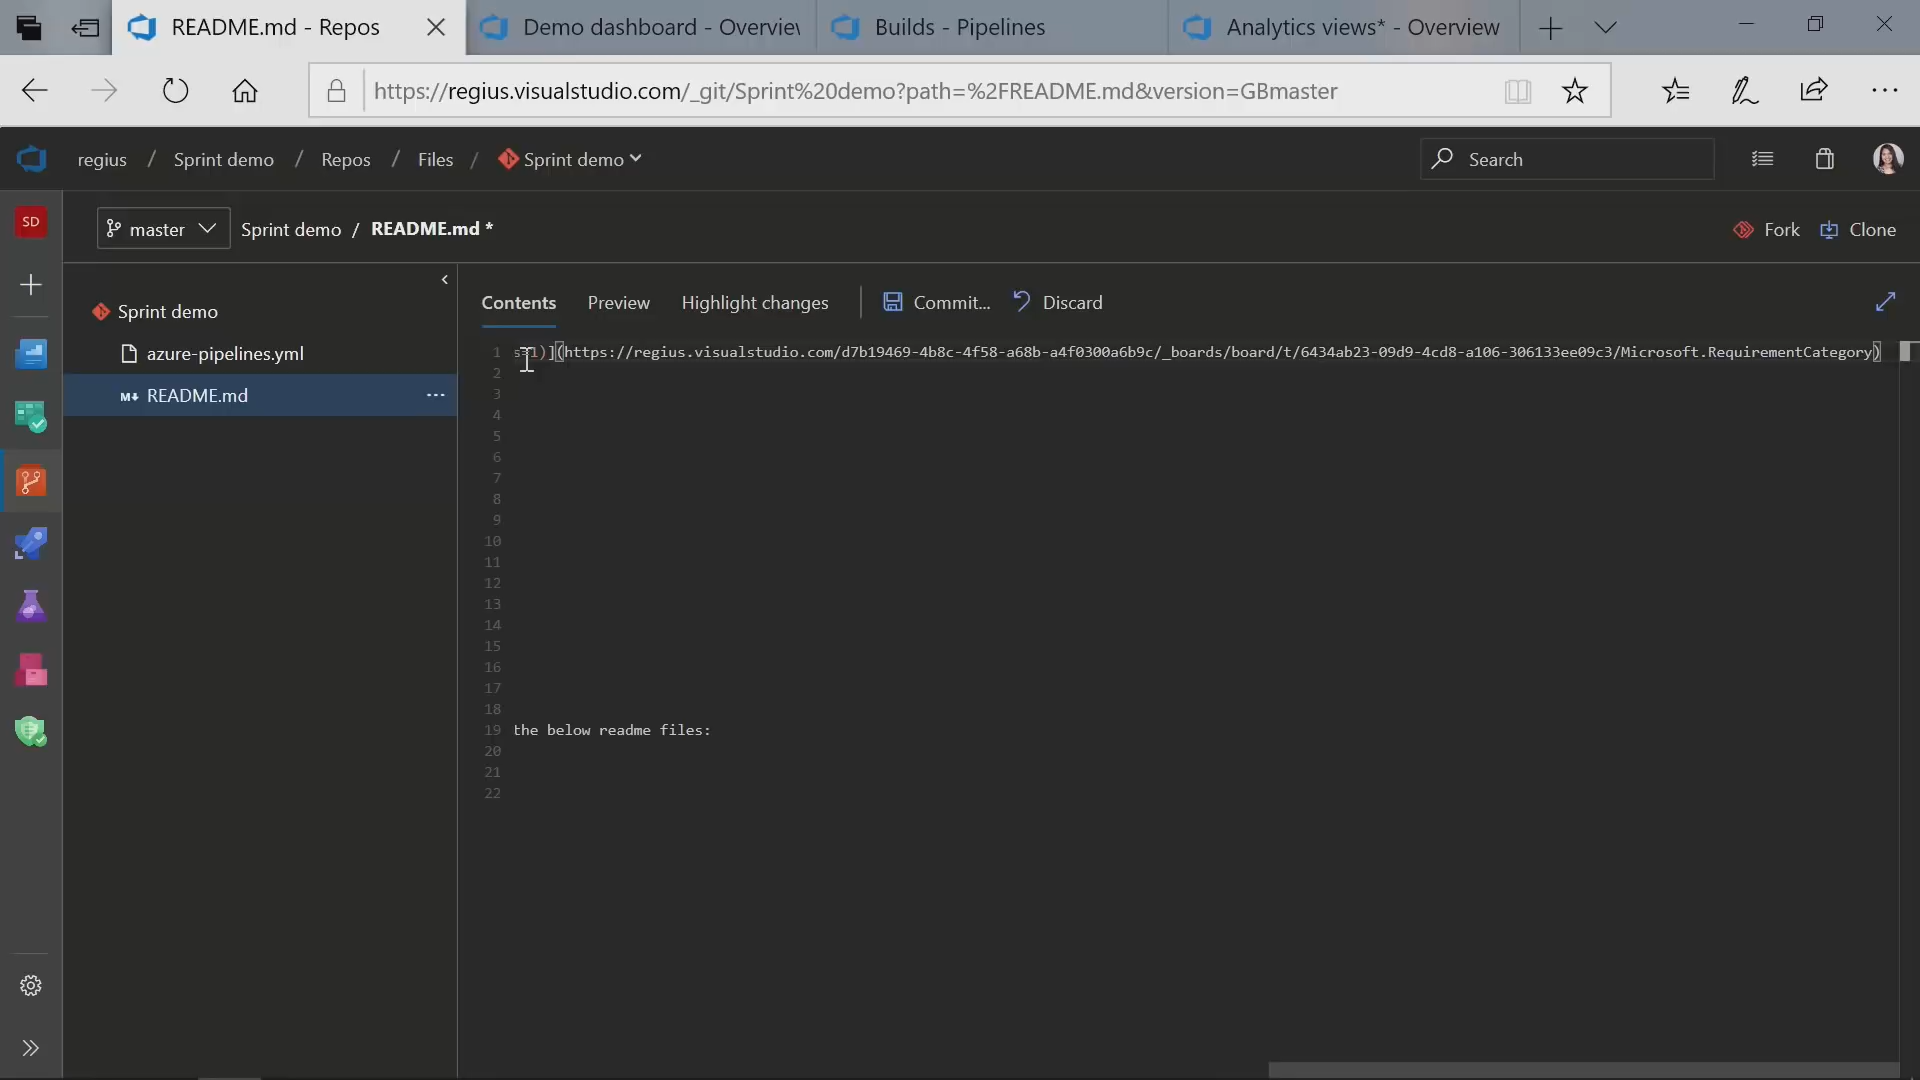 README.md - Repos
Demo dashboard - Overview
Builds - Pipelines
Analytics views* - Overview
https://regius.visualstudio.com/_git/Sprint%20demo?path=%2FREADME.md&version=GBmaster
regius / Sprint demo / Repos / Files / Sprint demo
Search
SD
master
Sprint demo / README.md *
Fork
Clone
Sprint demo
azure-pipelines.yml
M↓ README.md ...
Contents
Preview
Highlight changes
Commit...
Discard
1 s=1)](https://regius.visualstudio.com/d7b19469-4b8c-4f58-a68b-a4f0300a6b9c/_boards/board/t/6434ab23-09d9-4cd8-a106-306133ee09c3/Microsoft.RequirementCategory)
2
3
4
5
6
7
8
9
10
11
12
13
14
15
16
17
18
19 the below readme files:
20
21
22